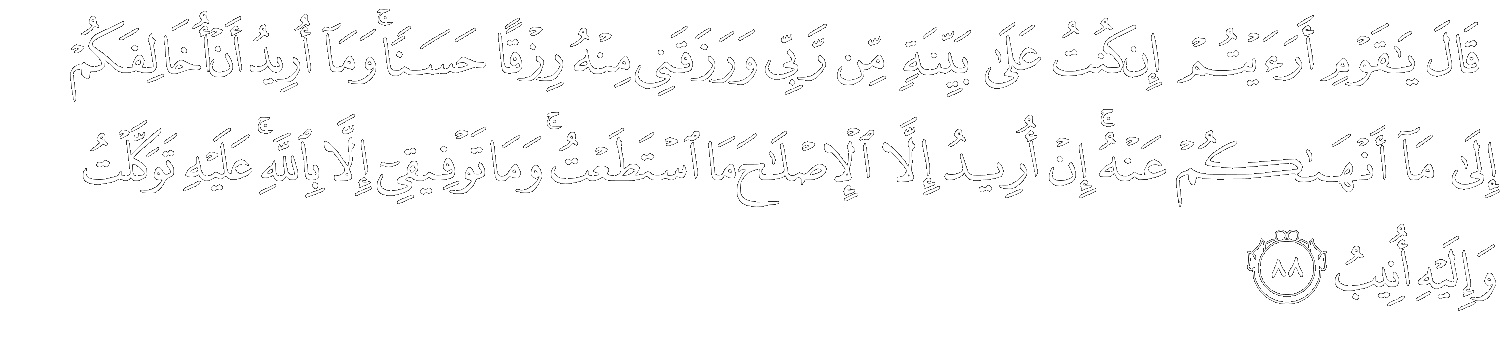 قَالَ يَـٰقَوْمِ أَرَءَيْتُمْ إِن كُنتُ عَلَىٰ بَيِّنَةٍ مِّن رَّبِّى وَرَزَقَنِى مِنْهُ رِزْقًا حَسَنًا ۚ وَمَآ أُرِيدُ أَنْ أُخَالِفَكُمْ
إِلَىٰ مَآ أَنْهَىٰكُمْ عَنْهُ ۚ إِنْ أُرِيدُ إِلَّا ٱلْإِصْلَـٰحَ مَا ٱسْتَطَعْتُ ۚ وَمَا تَوْفِيقِىٓ إِلَّا بِٱللَّهِ ۚ عَلَيْهِ تَوَكَّلْتُ
وَإِلَيْهِ أُنِيبُ ٨٨